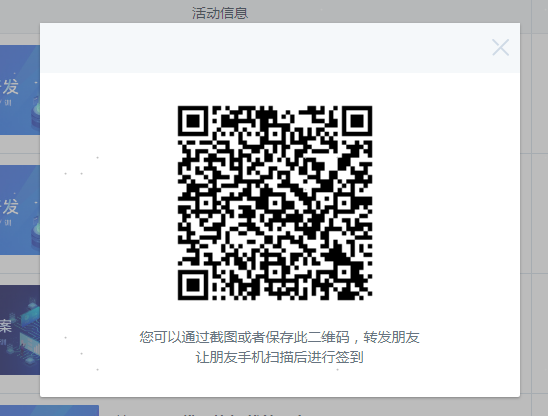 活动信息
发
发
案
您可以通过截图或者保存此二维码，转发朋友
让朋友手机扫描后进行签到